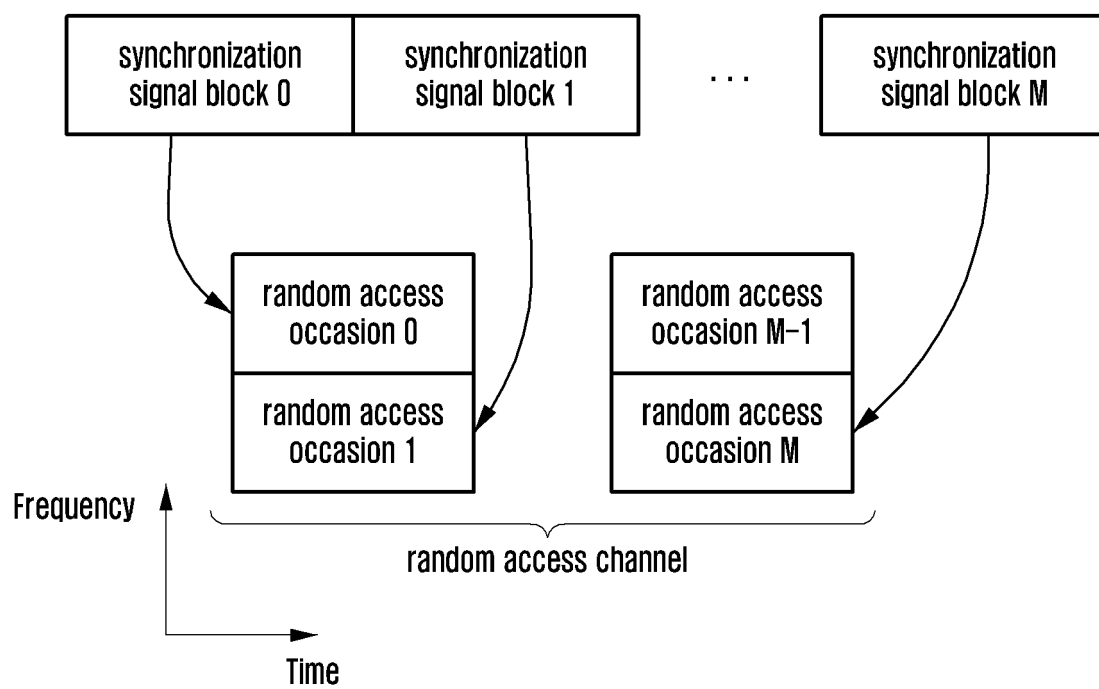 synchronization
signal block 0
synchronization
signal block 1
...
synchronization
signal block M
random access
occasion 0
random access
occasion M-1
random access
occasion 1
random access
occasion M
Frequency
random access channel
Time